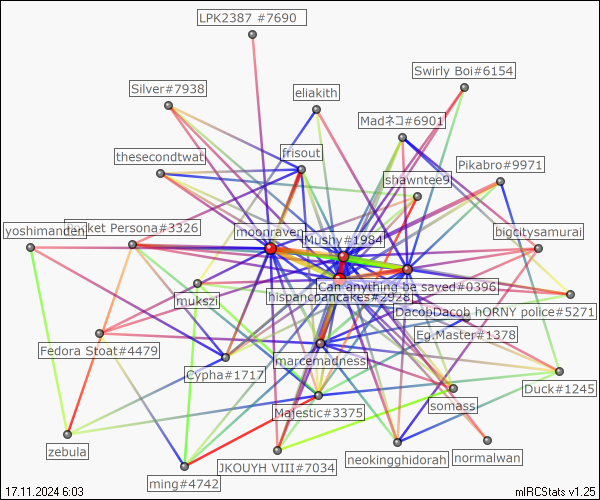 LPK2387 #7690
Swirly Boi#6154
Silver#7938
eliakith
Madネコ#6901
frisout
thesecondtwat
Pikabro#9971
shawntee9
yoshimanden
cket Persona#3326
moonraven
Mushy#1984
bigcitysamurai
Can anything be saved#0396
mukszi
hispancpancakes#2928
DacobDacob hORNY police#5271
Eg.Master#1378
Fedora Stoat#4479
marcemadness
Cypha#1717
Duck#1245
somass
Majestic#3375
zebula
neokingghidorah
normalwan
JKOUYH VIII#7034
ming#4742
17.11.2024 6:03
mIRCStats v1.25